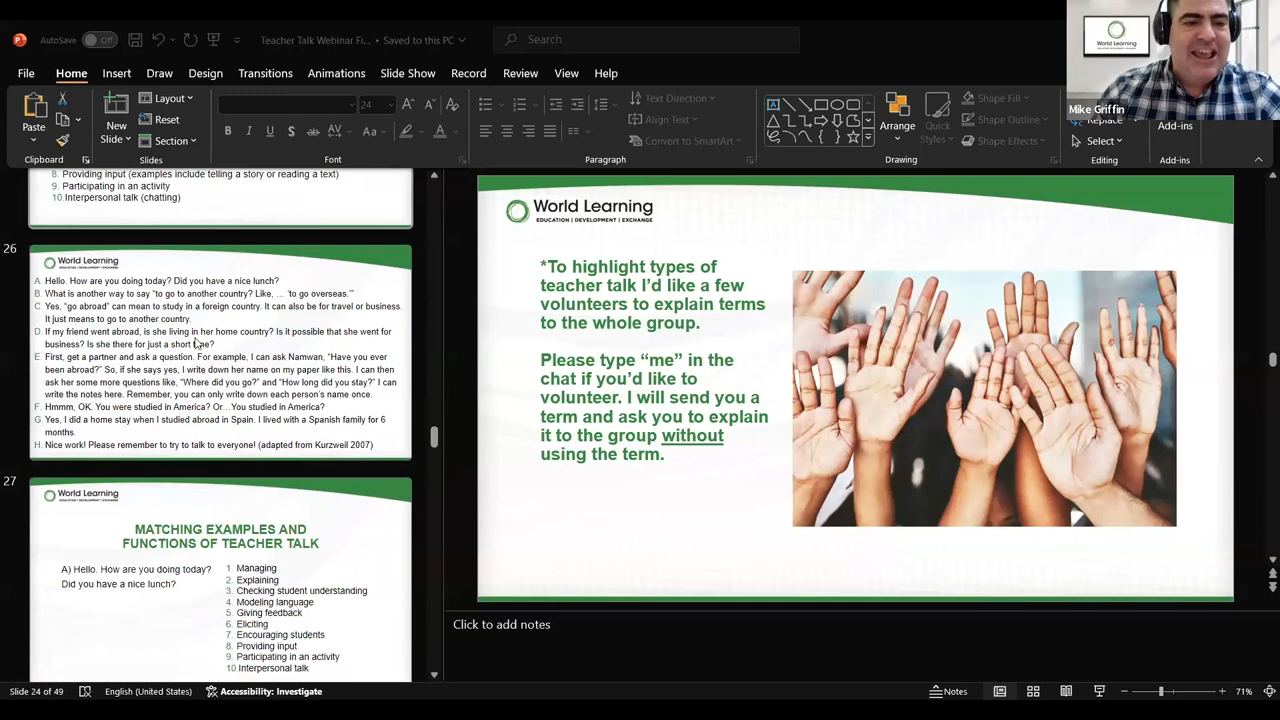 AutoSave
Off
Teacher Talk Webinar Fi... • Saved to this PC
Search
File
Home
Insert
Draw
Design
Transitions
Animations
Slide Show
Record
Review
View
Help
World Learning
Mike Griffin
Paste
Clipboard
New
Slide
Layout
Reset
Section
Slides
24
Font
Text Direction
Align Text
Convert to SmartArt
Paragraph
Arrange
Quick
Styles
Shape Fill
Shape Outline
Shape Effects
Drawing
Replace
Select
Editing
Add-ins
Add-ins
8. Providing input (examples include telling a story or reading a text)
9. Participating in an activity
10. Interpersonal talk (chatting)
26
World Learning
EDUCATION | DEVELOPMENT | EXCHANGE
A. Hello. How are you doing today? Did you have a nice lunch?
B. What is another way to say “to go to another country? Like, … ‘to go overseas.’”
C. Yes, “go abroad” can mean to study in a foreign country. It can also be for travel or business.
It just means to go to another country.
D. If my friend went abroad, is she living in her home country? Is it possible that she went for
business? Is she there for just a short time?
E. First, get a partner and ask a question. For example, I can ask Namwan, “Have you ever
been abroad?” So, if she says yes, I write down her name on my paper like this. I can then
ask her some more questions like, “Where did you go?” and “How long did you stay?” I can
write the notes here. Remember, you can only write down each person’s name once.
F. Hmmm, OK. You were studied in America? Or…You studied in America?
G. Yes, I did a home stay when I studied abroad in Spain. I lived with a Spanish family for 6
months.
H. Nice work! Please remember to try to talk to everyone! (adapted from Kurzweil 2007)
27
World Learning
EDUCATION | DEVELOPMENT | EXCHANGE
MATCHING EXAMPLES AND
FUNCTIONS OF TEACHER TALK
A) Hello. How are you doing today?
Did you have a nice lunch?
1. Managing
2. Explaining
3. Checking student understanding
4. Modeling language
5. Giving feedback
6. Eliciting
7. Encouraging students
8. Providing input
9. Participating in an activity
10. Interpersonal talk
World Learning
EDUCATION | DEVELOPMENT | EXCHANGE
*To highlight types of
teacher talk I’d like a few
volunteers to explain terms
to the whole group.
Please type “me” in the
chat if you’d like to
volunteer. I will send you a
term and ask you to explain
it to the group without
using the term.
Click to add notes
Slide 24 of 49
English (United States)
Accessibility: Investigate
Notes
71%